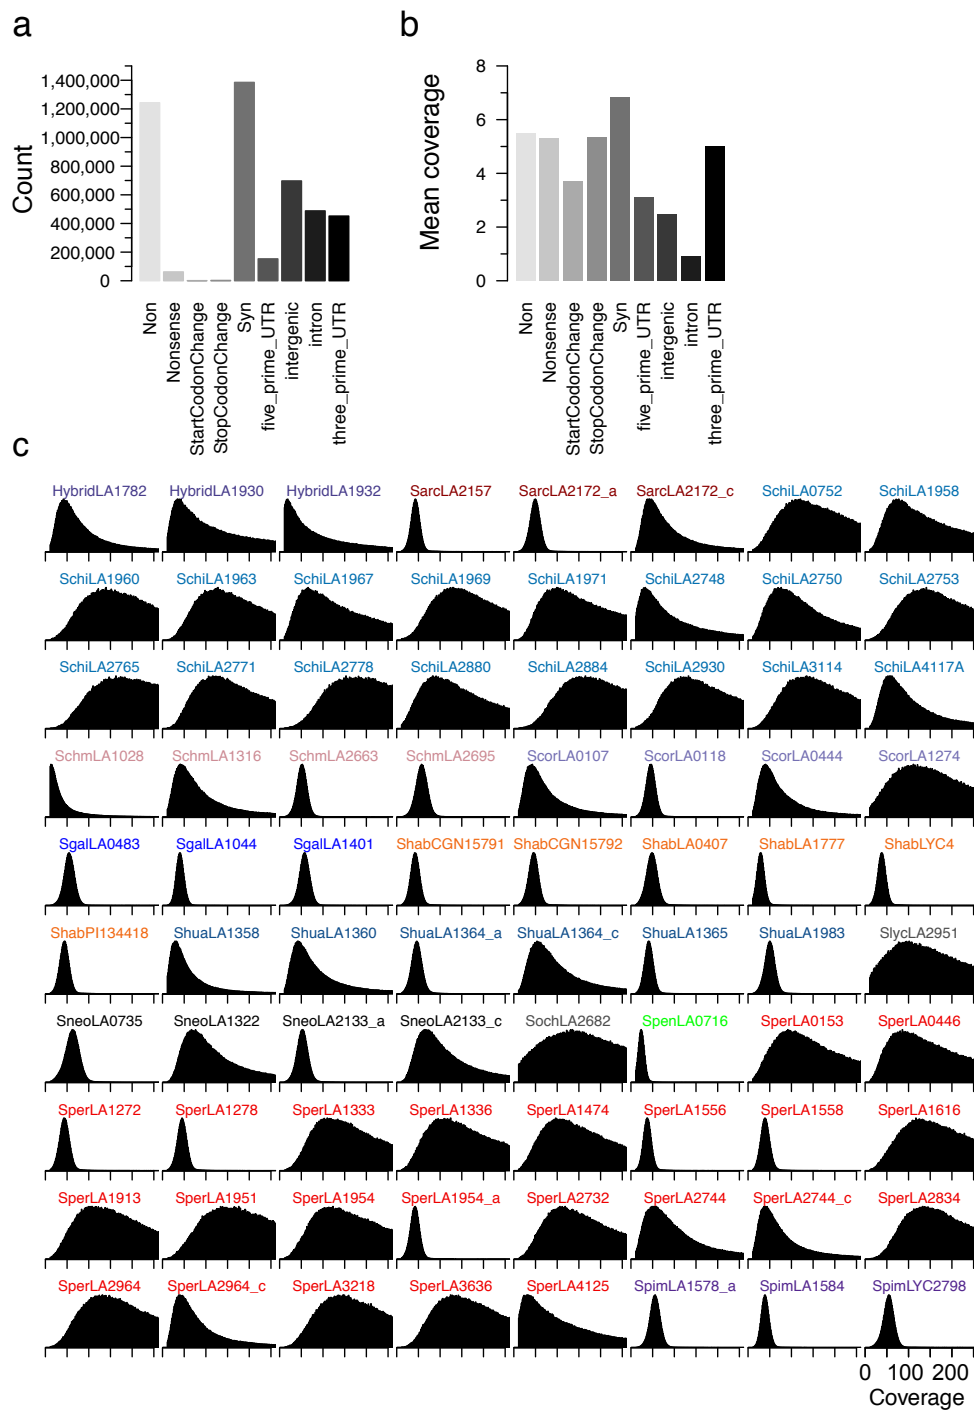 a
b
Count
1,400,000
1,200,000
1,000,000
800,000
600,000
400,000
200,000
0
Non
Nonsense
StartCodonChange
StopCodonChange
Syn
five_prime_UTR
intergenic
intron
three_prime_UTR
Mean coverage
8
6
4
2
0
Non
Nonsense
StartCodonChange
StopCodonChange
Syn
five_prime_UTR
intergenic
intron
three_prime_UTR
c
HybridLA1782 HybridLA1930 HybridLA1932 SarcLA2157 SarcLA2172_a SarcLA2172_c SchiLA0752 SchiLA1958
SchiLA1960 SchiLA1963 SchiLA1967 SchiLA1969 SchiLA1971 SchiLA2748 SchiLA2750 SchiLA2753
SchiLA2765 SchiLA2771 SchiLA2778 SchiLA2880 SchiLA2884 SchiLA2930 SchiLA3114 SchiLA4117A
SchmLA1028 SchmLA1316 SchmLA2663 SchmLA2695 ScorLA0107 ScorLA0118 ScorLA0444 ScorLA1274
SgalLA0483 SgalLA1044 SgalLA1401 ShabCGN15791 ShabCGN15792 ShabLA0407 ShabLA1777 ShabLYC4
ShabPI134418 ShuaLA1358 ShuaLA1360 ShuaLA1364_a ShuaLA1364_c ShuaLA1365 ShuaLA1983 SlycLA2951
SneoLA0735 SneoLA1322 SneoLA2133_a SneoLA2133_c SochLA2682 SpenLA0716 SperLA0153 SperLA0446
SperLA1272 SperLA1278 SperLA1333 SperLA1336 SperLA1474 SperLA1556 SperLA1558 SperLA1616
SperLA1913 SperLA1951 SperLA1954 SperLA1954_a SperLA2732 SperLA2744 SperLA2744_c SperLA2834
SperLA2964 SperLA2964_c SperLA3218 SperLA3636 SperLA4125 SpimLA1578_a SpimLA1584 SpimLYC2798
0 100 200
Coverage